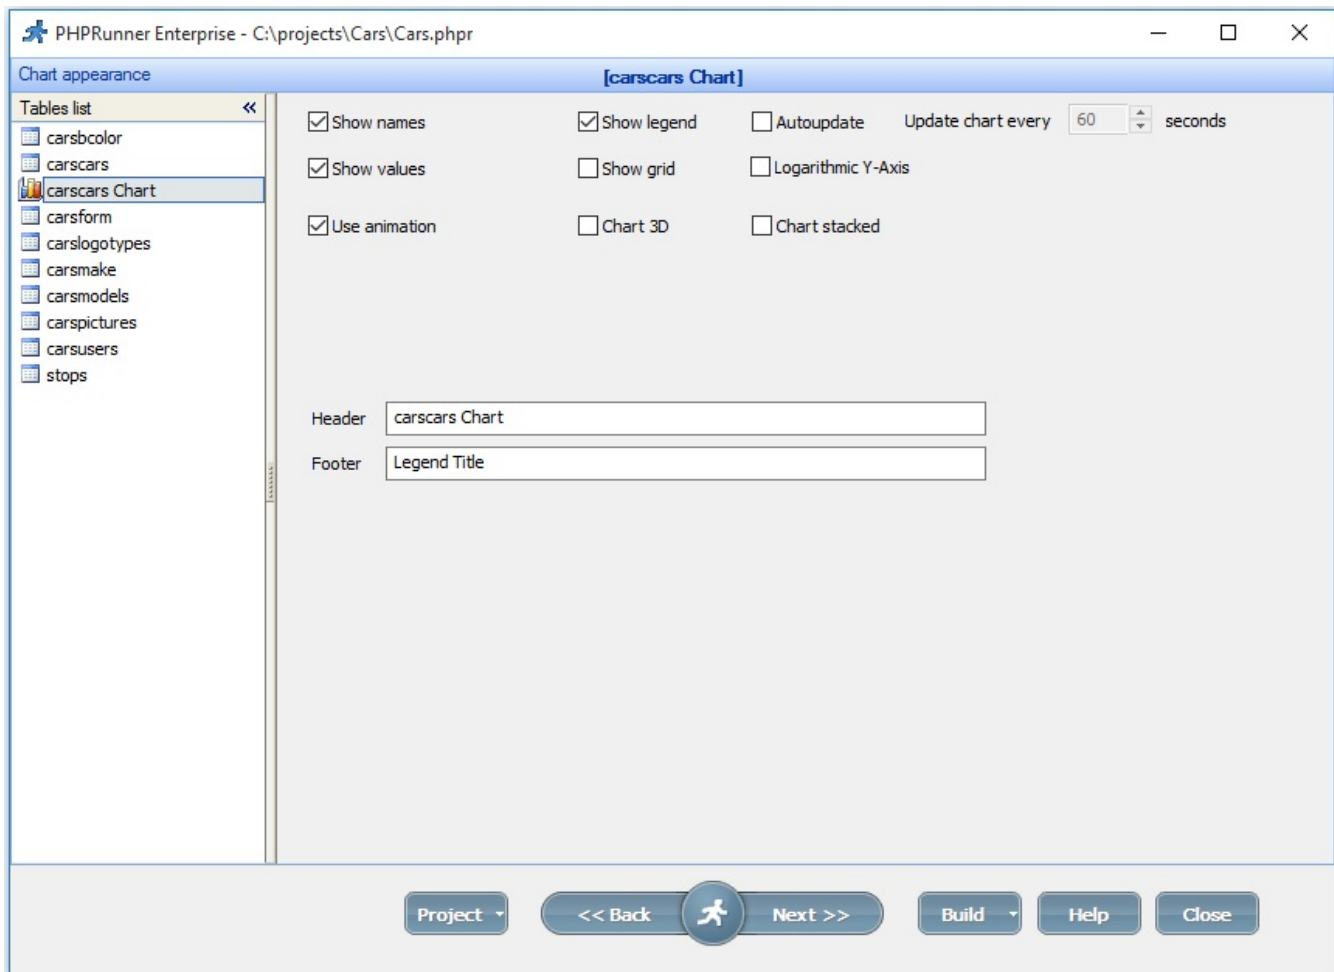 PHPRunner Enterprise - C:\projects\Cars\Cars.phpr
Chart appearance
[carscars Chart]
Tables list
«
carsbcolor
carscars
carscars Chart
carsform
carslogotypes
carsmake
carsmodels
carspictures
carsusers
stops
Show names
Show legend
Autoupdate
Update chart every 60 seconds
Show values
Show grid
Logarithmic Y-Axis
Use animation
Chart 3D
Chart stacked
Header carscars Chart
Footer Legend Title
Project
<< Back
Next >>
Build
Help
Close